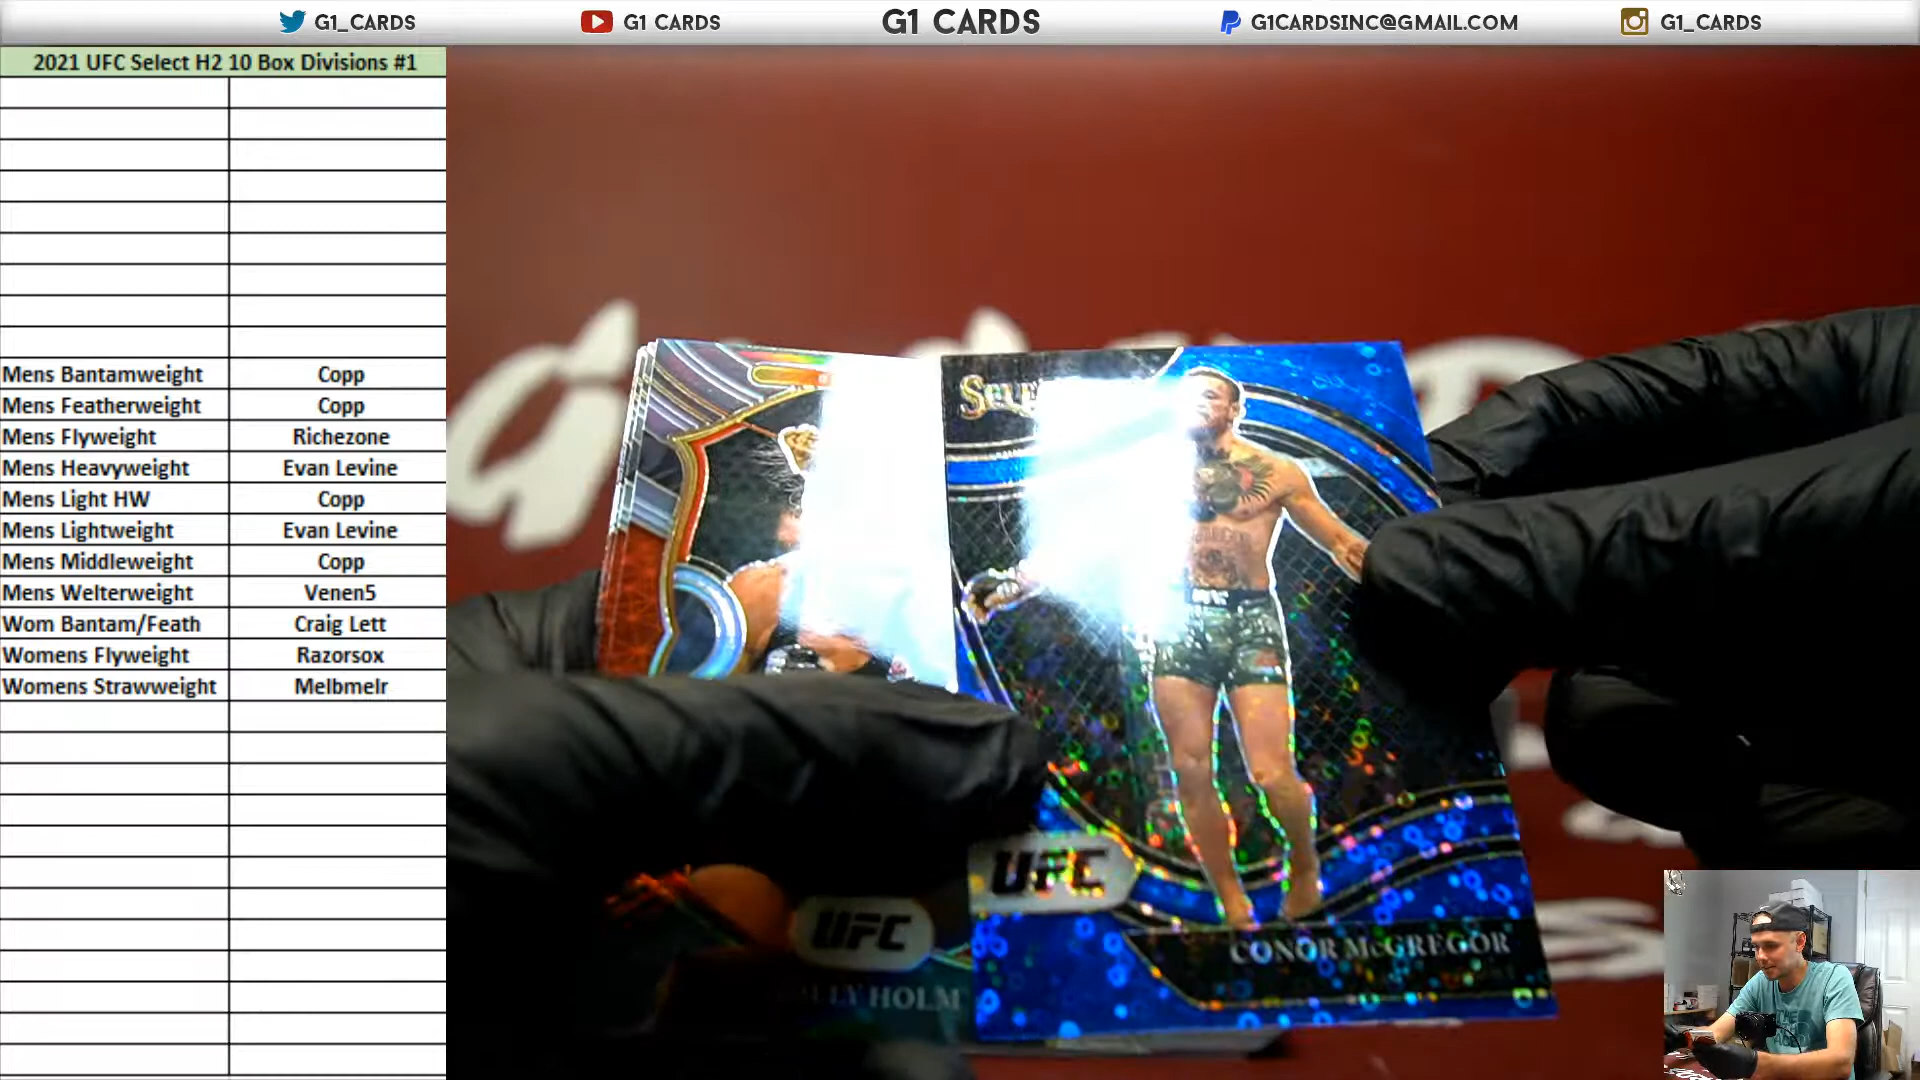 G1_CARDS
G1 CARDS
G1 CARDS
G1CARDSINC@GMAIL.COM
G1_CARDS
2021 UFC Select H2 10 Box Divisions #1
Mens Bantamweight Copp
Mens Featherweight Copp
Mens Flyweight Richezone
Mens Heavyweight Evan Levine
Mens Light HW Copp
Mens Lightweight Evan Levine
Mens Middleweight Copp
Mens Welterweight Venen5
Wom Bantam/Feath Craig Lett
Womens Flyweight Razorsox
Womens Strawweight Melbmelr
UFC
CONOR McGREGOR
UFC
HOLM